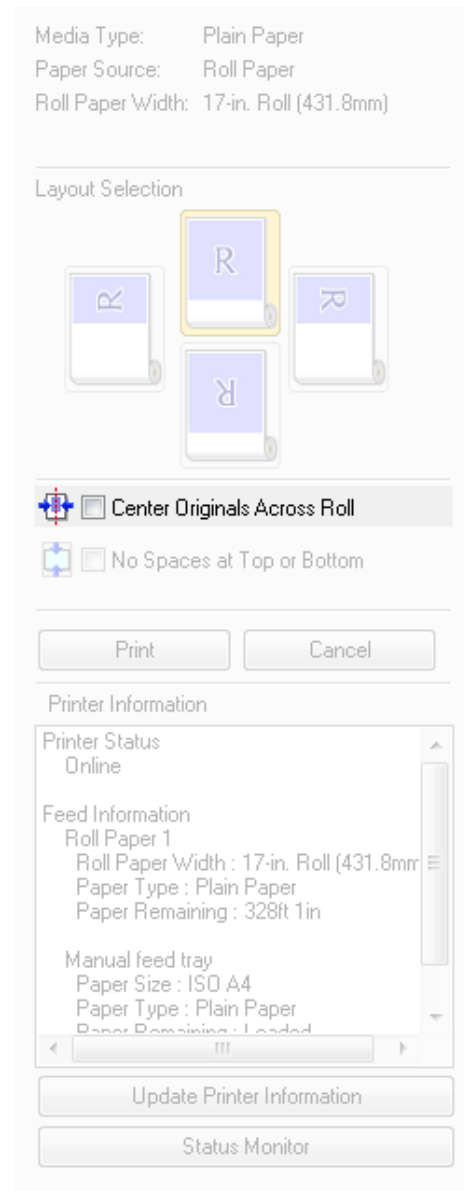 Media Type: Plain Paper
Paper Source: Roll Paper
Roll Paper Width: 17-in. Roll (431.8mm)
Layout Selection
R
R
R
R
Center Originals Across Roll
No Spaces at Top or Bottom
Print Cancel
Printer Information
Printer Status
Online
Feed Information
Roll Paper 1
Roll Paper Width : 17-in. Roll (431.8mm
Paper Type : Plain Paper
Paper Remaining : 328ft 1in
Manual feed tray
Paper Size : ISO A4
Paper Type : Plain Paper
Paper Remaining : Loaded
Update Printer Information
Status Monitor